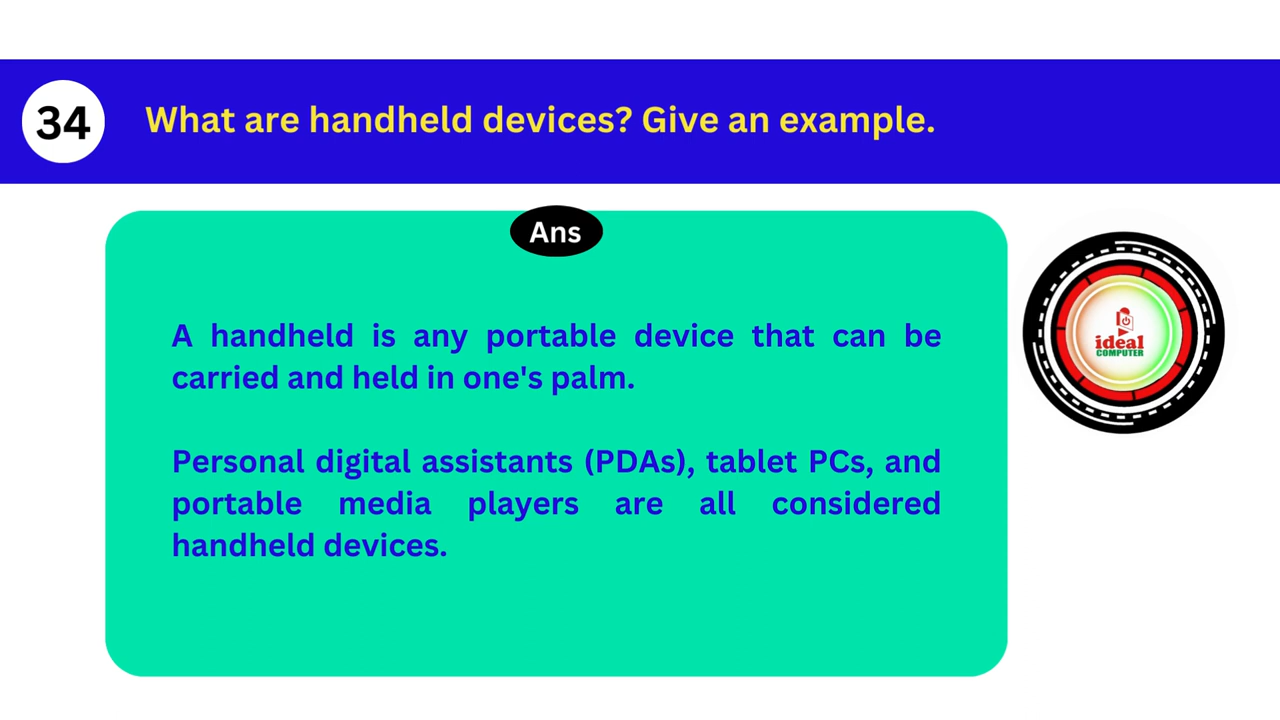 34
What are handheld devices? Give an example.
Ans
A handheld is any portable device that can be
carried and held in one's palm.
Personal digital assistants (PDAs), tablet PCs, and
portable media players are all considered
handheld devices.
ideal
COMPUTER